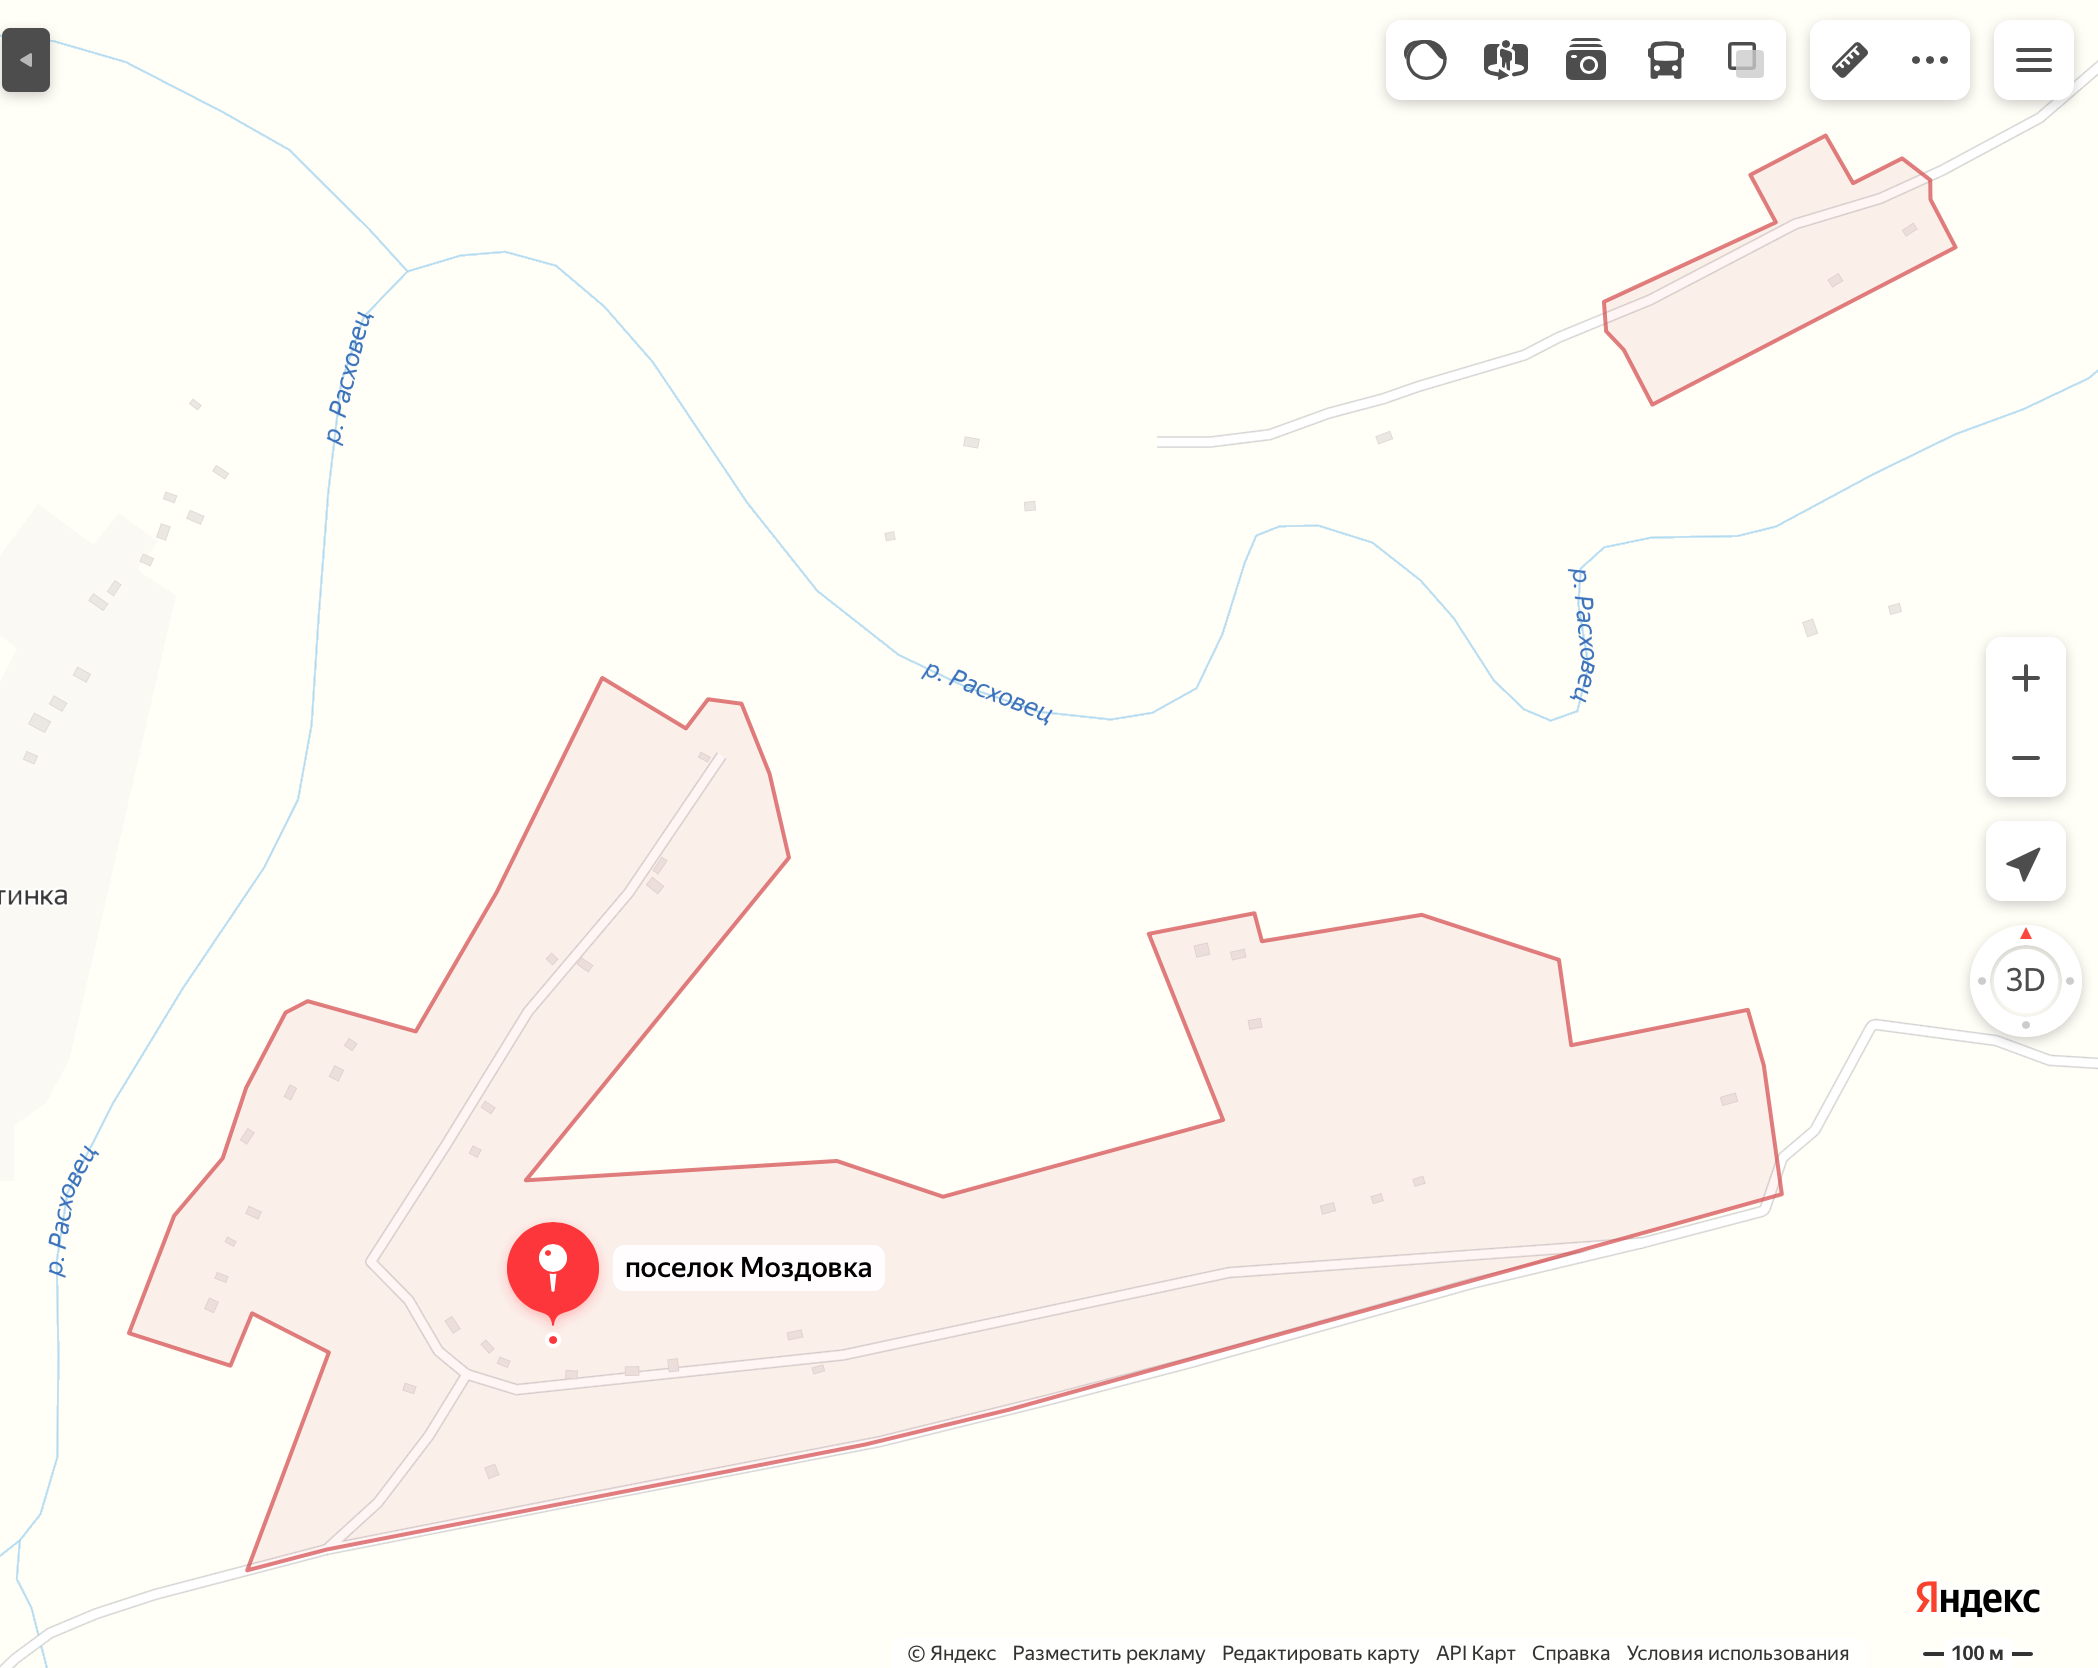 р. Расховец
р. Расховец
р. Расховец
тинка
3D
р. Расховец
поселок Моздовка
Яндекс
© Яндекс Разместить рекламу Редактировать карту API Карт Справка Условия использования 100 м